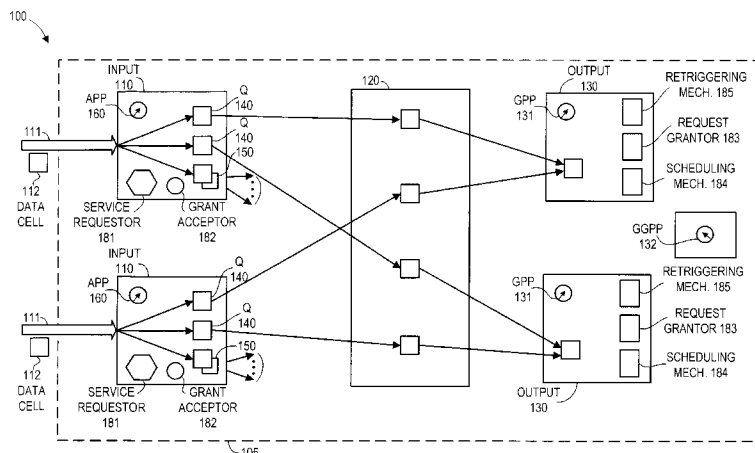 100
INPUT
110
APP
160
Q
140
Q
140
150
111
112
DATA
CELL
SERVICE
REQUESTOR
181
GRANT
ACCEPTOR
182
INPUT
110
APP
160
Q
140
Q
140
150
111
112
DATA
CELL
SERVICE
REQUESTOR
181
GRANT
ACCEPTOR
182
120
OUTPUT
130
GPP
131
RETRIGGERING
MECH. 185
REQUEST
GRANTOR
183
SCHEDULING
MECH. 184
GGPP
132
GPP
131
RETRIGGERING
MECH. 185
REQUEST
GRANTOR 183
SCHEDULING
MECH. 184
OUTPUT
130
105